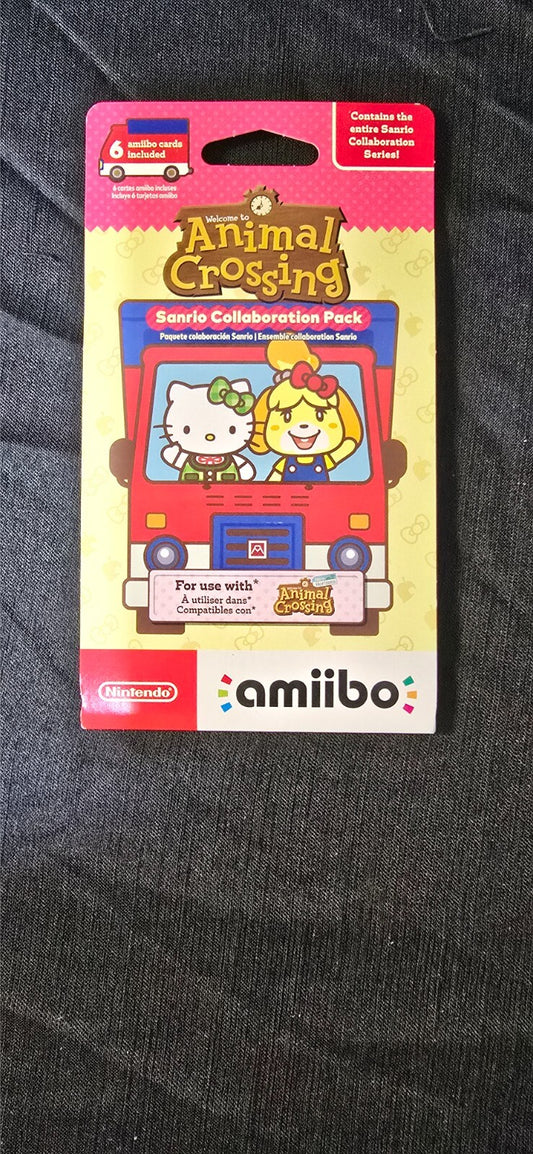 6 amiibo cards
included
6 cartes amiibo incluses
Incluye 6 tarjetas amiibo
Contains the
entire Sanrio
Collaboration
Series!
Welcome to
Animal
Crossing
Sanrio Collaboration Pack
Paquete colaboración Sanrio | Ensemble collaboration Sanrio
For use with*
À utiliser dans*
Compatibles con*
Animal
Crossing
Nintendo
amiibo